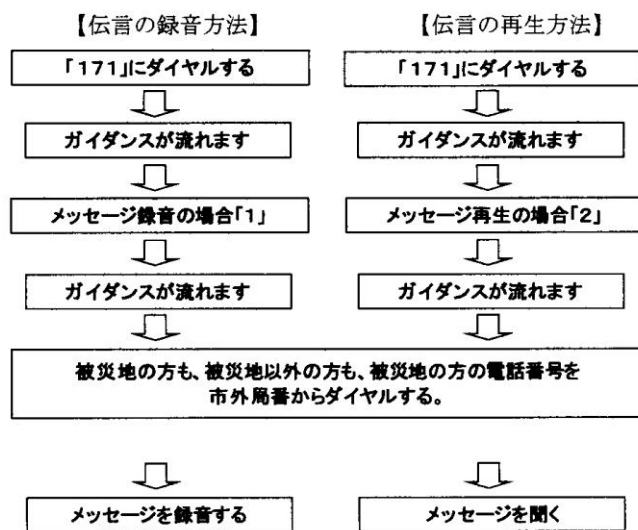 【伝言の録音方法】
【伝言の再生方法】
「171」にダイヤルする
「171」にダイヤルする
ガイダンスが流れます
ガイダンスが流れます
メッセージ録音の場合「1」
メッセージ再生の場合「2」
ガイダンスが流れます
ガイダンスが流れます
被災地の方も、被災地以外の方も、被災地の方の電話番号を
市外局番からダイヤルする。
メッセージを録音する
メッセージを聞く